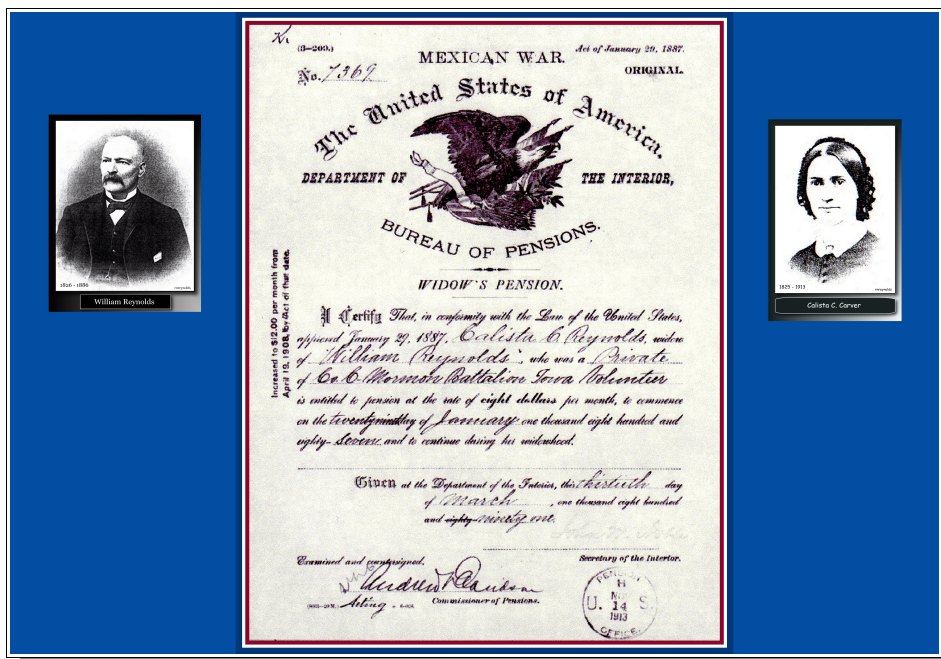 (3—209.)
Act of January 29, 1887.
No. 7369
MEXICAN WAR.
ORIGINAL.
The United States of America.
DEPARTMENT OF THE INTERIOR,
BUREAU OF PENSIONS.
WIDOW'S PENSION.
I Certify That, in conformity with the Law of the United States,
approved January 29, 1887, Calista C Reynolds, widow
of William Reynolds, who was a Private
of Co. C Mormon Battalion Iowa Volunteer
is entitled to pension at the rate of eight dollars per month, to commence
on the twentyninth day of January one thousand eight hundred and
eighty-Seven and to continue during her widowhood.
Given at the Department of the Interior, this thirtieth day
of March, one thousand eight hundred
and eighty ninety one.
Secretary of the Interior.
Examined and countersigned,
Andrew Davidson
Acting
Commissioner of Pensions.
Increased to $12.00 per month from
April 19, 1908, by Act of that date.
PENSION
H
U. S.
14
1913
OFFICE.
1826 - 1886
William Reynolds
1825 - 1913
Calista C. Carver